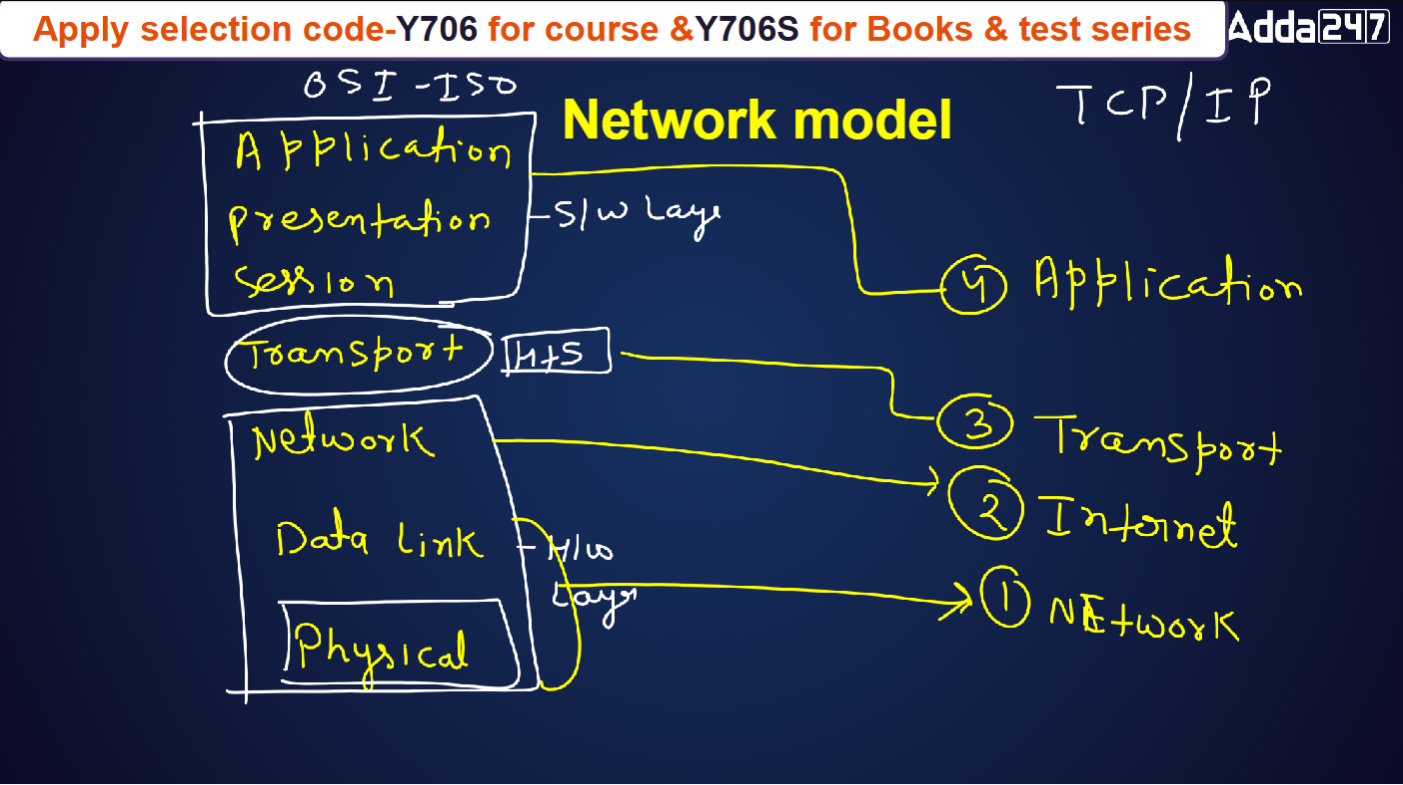 Apply selection code-Y706 for course &Y706S for Books & test series
Adda247
OSI-ISO
Network model
TCP/IP
Application
Presentation
Session
S/W Laye
Transport
H+S
Network
Data Link
H/W
Layer
Physical
4 Application
3 Transport
2 Internet
1 NEtwork